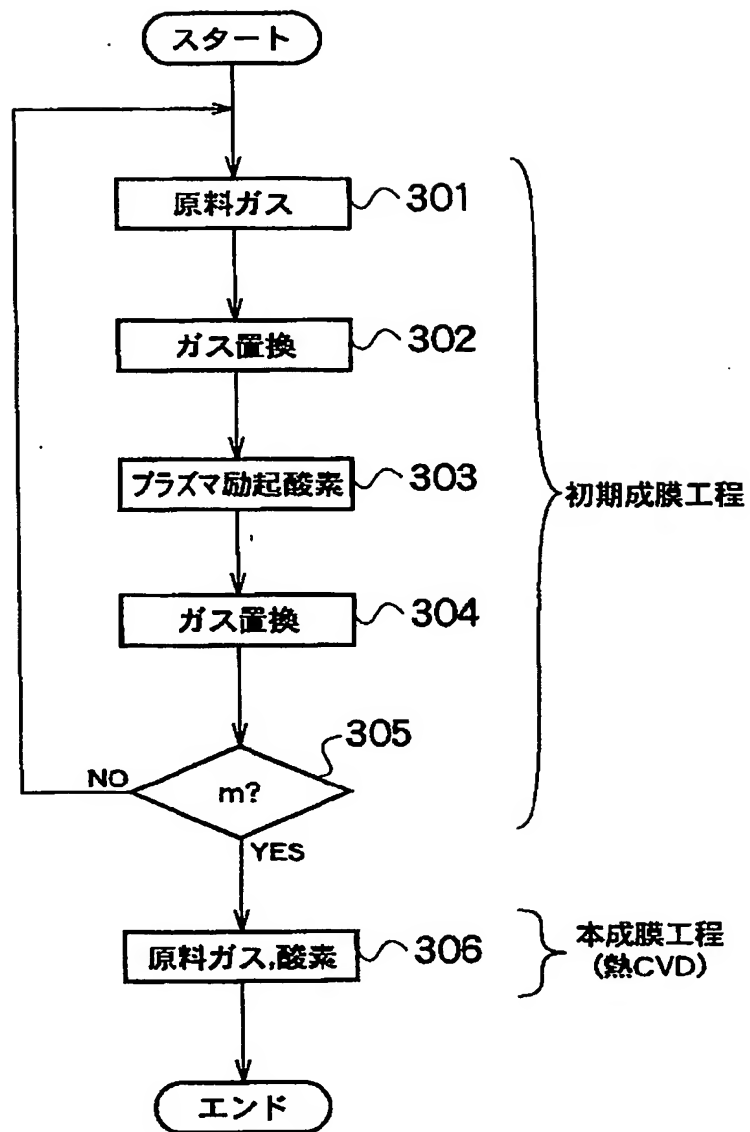 スタート
原料ガス
301
ガス置換
302
プラズマ励起酸素
303
初期成膜工程
ガス置換
304
305
NO
m?
YES
原料ガス,酸素
306
本成膜工程
(熱CVD)
エンド